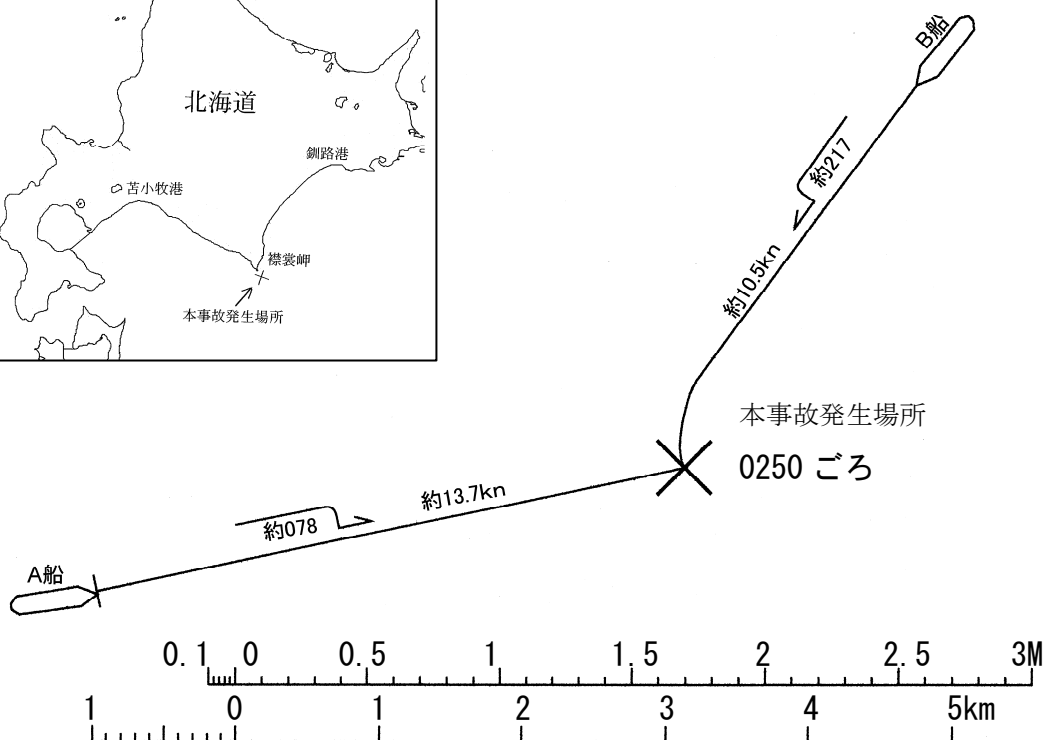 北海道
釧路港
苫小牧港
襟裳岬
本事故発生場所
B船
約217
約10.5kn
本事故発生場所
0250 ごろ
約13.7kn
約078
A船
0.1 0 0.5 1 1.5 2 2.5 3M
1 0 1 2 3 4 5km